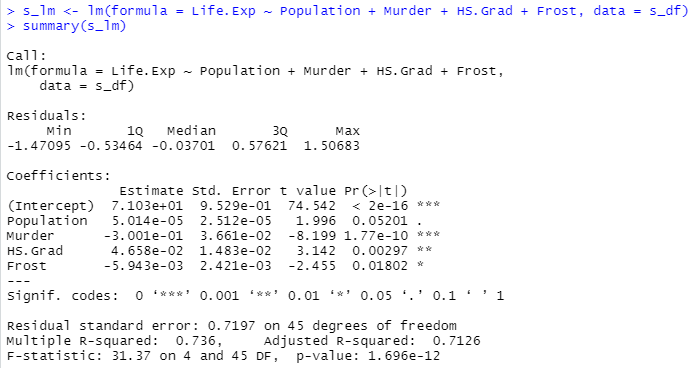 > s_lm <- lm(formula = Life.Exp ~ Population + Murder + HS.Grad + Frost, data = s_df)
> summary(s_lm)

Call:
lm(formula = Life.Exp ~ Population + Murder + HS.Grad + Frost,
    data = s_df)

Residuals:
     Min       1Q   Median       3Q      Max
-1.47095 -0.53464 -0.03701  0.57621  1.50683

Coefficients:
              Estimate Std. Error t value Pr(>|t|)
(Intercept)  7.103e+01  9.529e-01  74.542  < 2e-16 ***
Population   5.014e-05  2.512e-05   1.996  0.05201 .
Murder      -3.001e-01  3.661e-02  -8.199 1.77e-10 ***
HS.Grad      4.658e-02  1.483e-02   3.142  0.00297 **
Frost       -5.943e-03  2.421e-03  -2.455  0.01802 *
---
Signif. codes:  0 ‘***’ 0.001 ‘**’ 0.01 ‘*’ 0.05 ‘.’ 0.1 ‘ ’ 1

Residual standard error: 0.7197 on 45 degrees of freedom
Multiple R-squared:  0.736,	Adjusted R-squared:  0.7126
F-statistic: 31.37 on 4 and 45 DF,  p-value: 1.696e-12